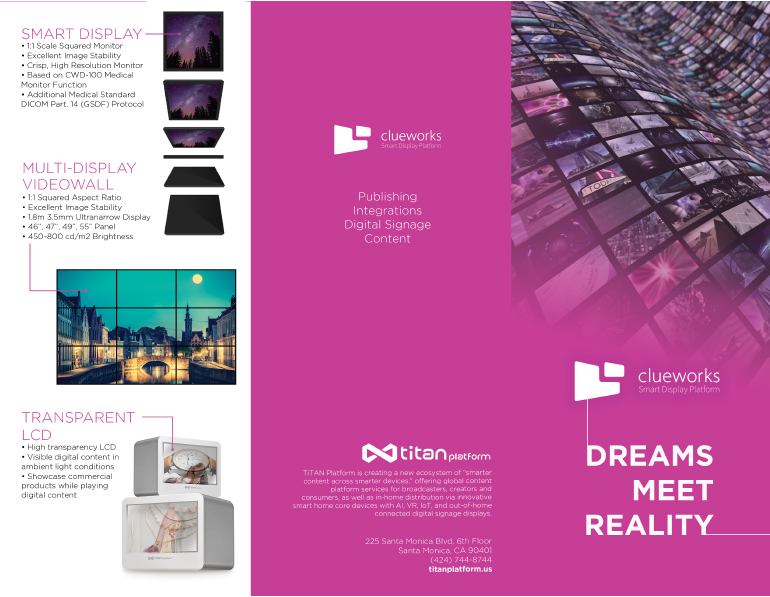 SMART DISPLAY
• 1:1 Scale Squared Monitor
• Excellent Image Stability
• Crisp, High Resolution Monitor
• Based on CWD-100 Medical
Monitor Function
• Additional Medical Standard
DICOM Part. 14 (GSDF) Protocol
MULTI-DISPLAY
VIDEOWALL
• 1:1 Squared Aspect Ratio
• Excellent Image Stability
• 1.8m 3.5mm Ultranarrow Display
• 46”, 47”, 49”, 55” Panel
• 450-800 cd/m2 Brightness
TRANSPARENT
LCD
• High transparency LCD
• Visible digital content in
ambient light conditions
• Showcase commercial
products while playing
digital content
clueworks
Smart Display Platform
Publishing
Integrations
Digital Signage
Content
titan platform
TiTAN Platform is creating a new ecosystem of “smarter
content across smarter devices,” offering global content
platform services for broadcasters, creators and
consumers, as well as in-home distribution via innovative
smart home core devices with AI, VR, IoT, and out-of-home
connected digital signage displays.
225 Santa Monica Blvd, 6th Floor
Santa Monica, CA 90401
(424) 744-8744
titanplatform.us
clueworks
Smart Display Platform
DREAMS
MEET
REALITY